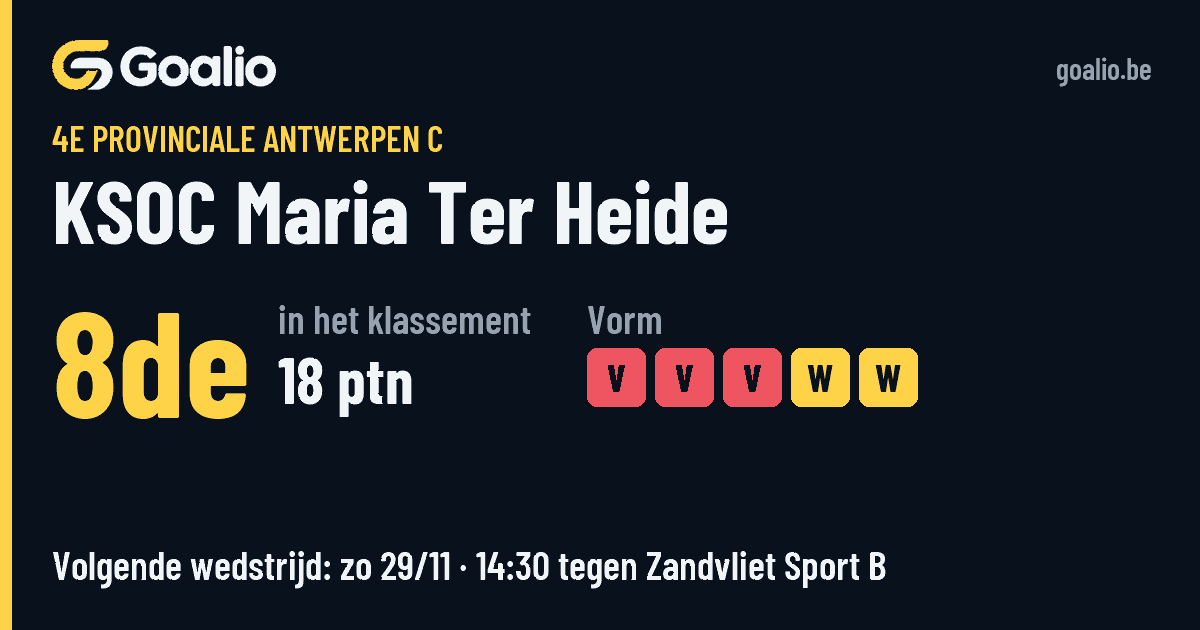 Goalio
goalio.be
4E PROVINCIALE ANTWERPEN C
KSOC Maria Ter Heide
8de
in het klassement
18 ptn
Vorm
V V V W W
Volgende wedstrijd: zo 29/11 · 14:30 tegen Zandvliet Sport B